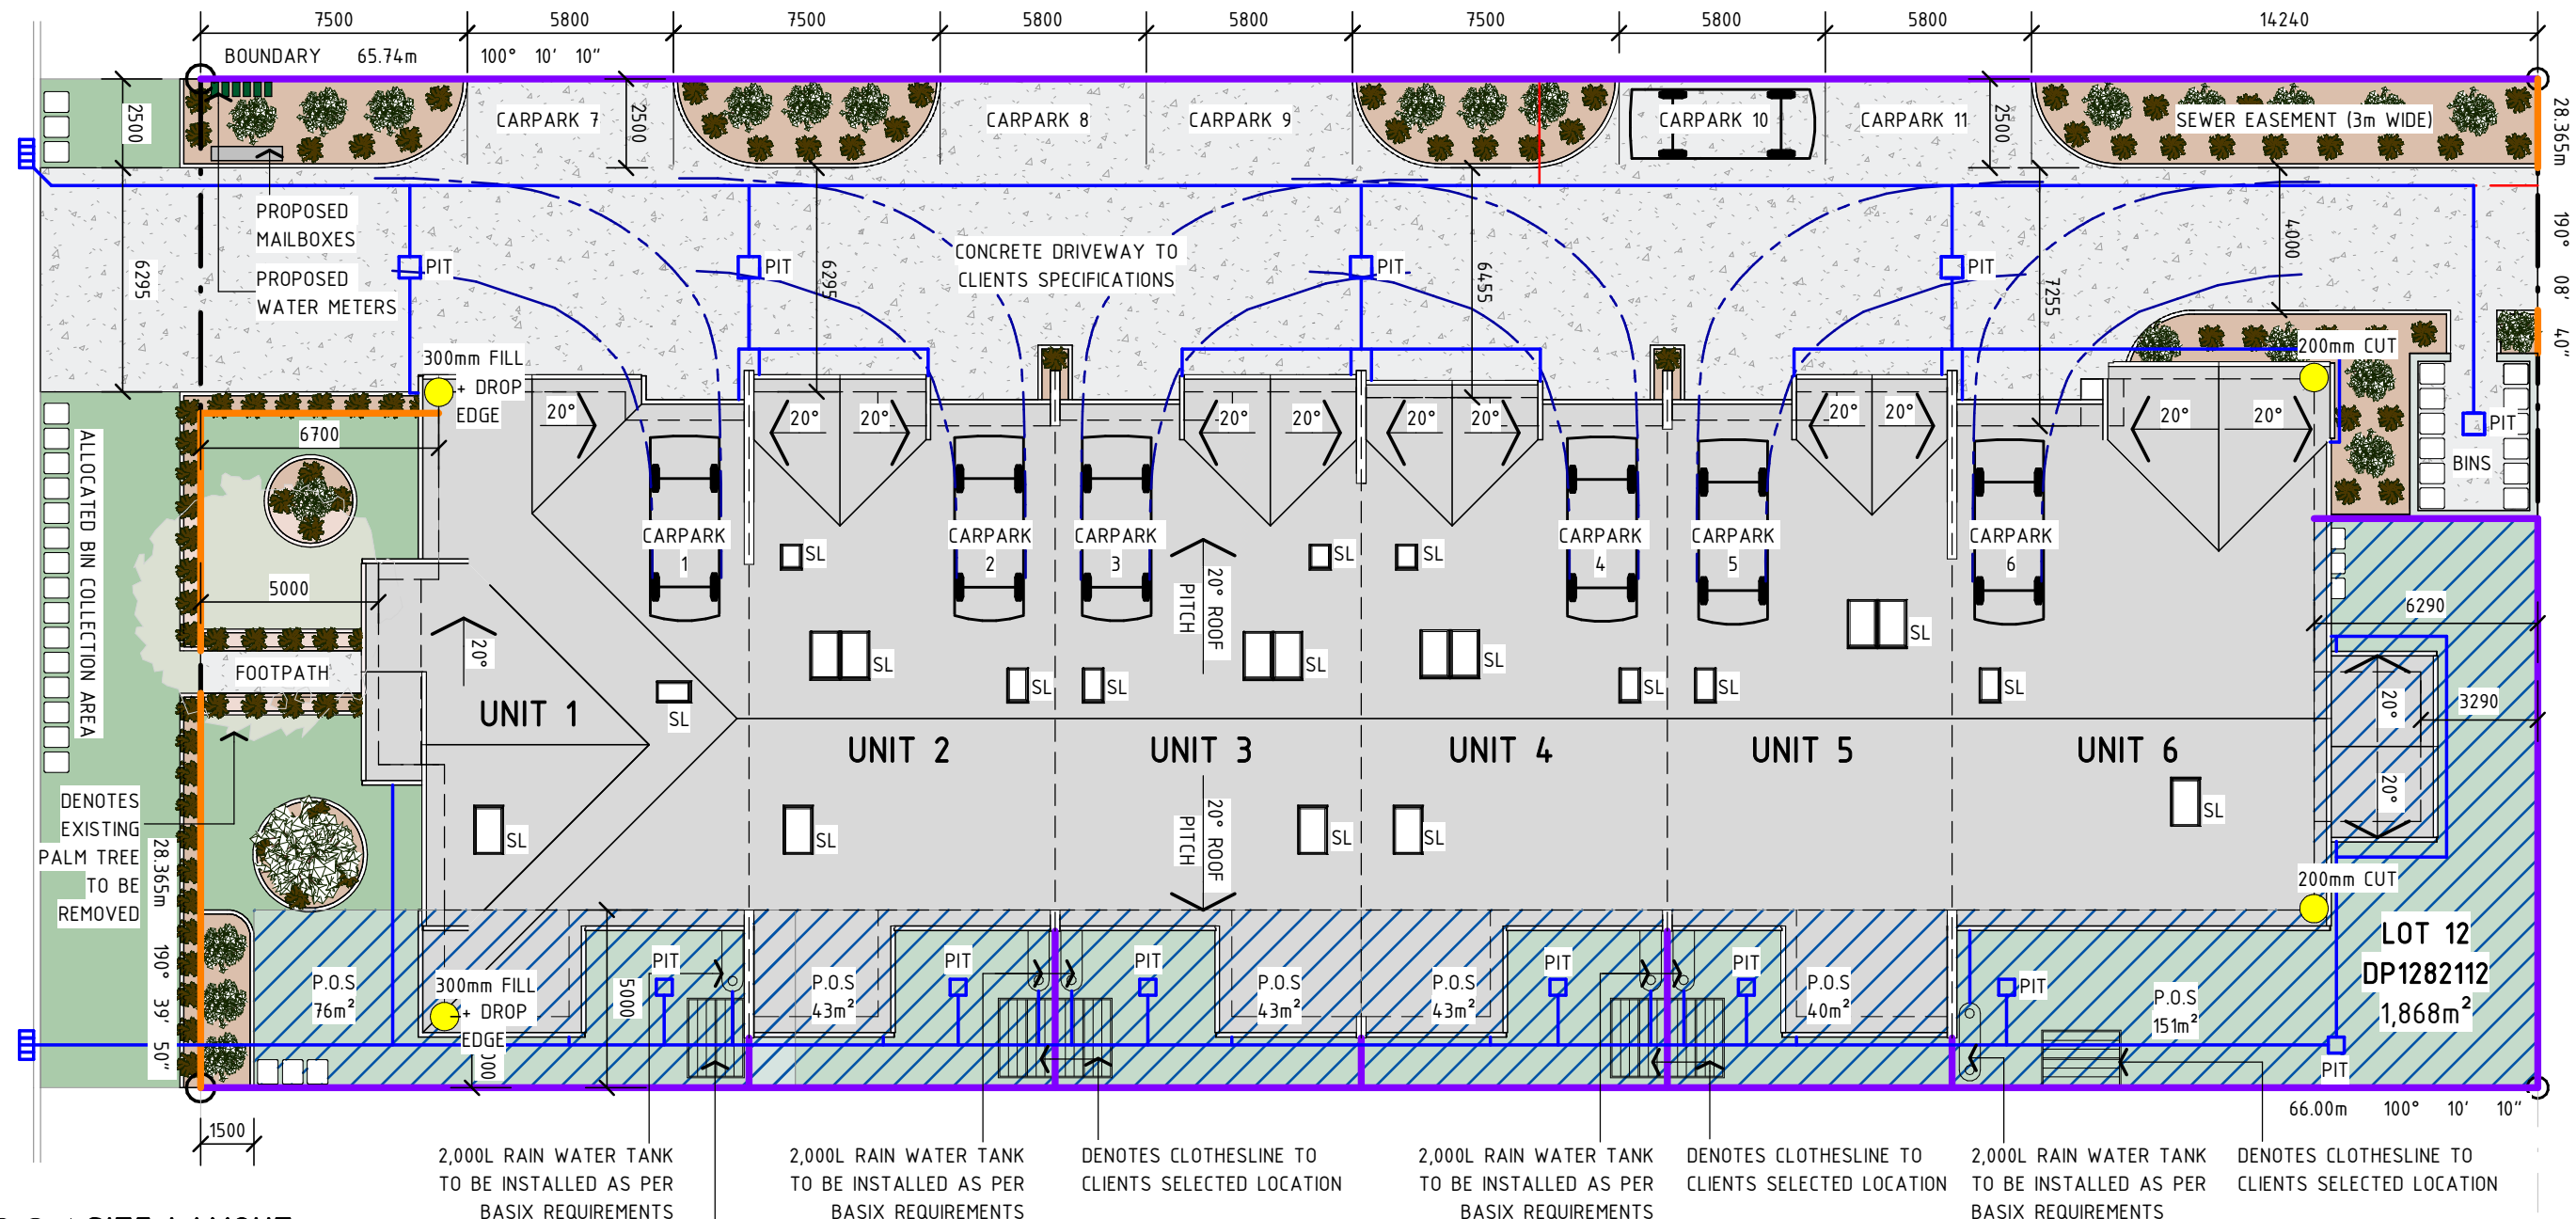 7500 5800 7500 5800 5800 7500 5800 5800 14240
BOUNDARY 65.74m 100° 10' 10"
2500
CARPARK 7
2500
CARPARK 8
CARPARK 9
CARPARK 10
CARPARK 11
2500
SEWER EASEMENT (3m WIDE)
28.365m 190° 08' 40"
PROPOSED
MAILBOXES
PROPOSED
WATER METERS
6295
PIT
PIT
6295
CONCRETE DRIVEWAY TO
CLIENTS SPECIFICATIONS
PIT
6455
PIT
7255
4000
300mm FILL
+ DROP
EDGE
200mm CUT
6700
20°
20° 20°
20° 20°
20° 20°
20° 20°
20° 20°
PIT
BINS
ALLOCATED BIN COLLECTION AREA
CARPARK
1
CARPARK
2
CARPARK
3
CARPARK
4
CARPARK
5
CARPARK
6
SL
SL
SL
5000
20° ROOF
PITCH
6290
FOOTPATH
20°
SL
SL
SL
SL
SL
SL
SL
SL
SL
SL
20°
3290
UNIT 1
UNIT 2
UNIT 3
UNIT 4
UNIT 5
UNIT 6
20°
DENOTES
EXISTING
PALM TREE
TO BE
REMOVED
28.365m 190° 39' 50"
SL
SL
20° ROOF
PITCH
SL
SL
SL
200mm CUT
LOT 12
DP1282112
1,868m²
P.O.S
76m²
300mm FILL
+ DROP
EDGE
5000
PIT
P.O.S
43m²
PIT
PIT
P.O.S
43m²
P.O.S
43m²
PIT
PIT
P.O.S
40m²
PIT
P.O.S
151m²
PIT
66.00m 100° 10' 10"
1500
2,000L RAIN WATER TANK
TO BE INSTALLED AS PER
BASIX REQUIREMENTS
2,000L RAIN WATER TANK
TO BE INSTALLED AS PER
BASIX REQUIREMENTS
DENOTES CLOTHESLINE TO
CLIENTS SELECTED LOCATION
2,000L RAIN WATER TANK
TO BE INSTALLED AS PER
BASIX REQUIREMENTS
DENOTES CLOTHESLINE TO
CLIENTS SELECTED LOCATION
2,000L RAIN WATER TANK
TO BE INSTALLED AS PER
BASIX REQUIREMENTS
DENOTES CLOTHESLINE TO
CLIENTS SELECTED LOCATION